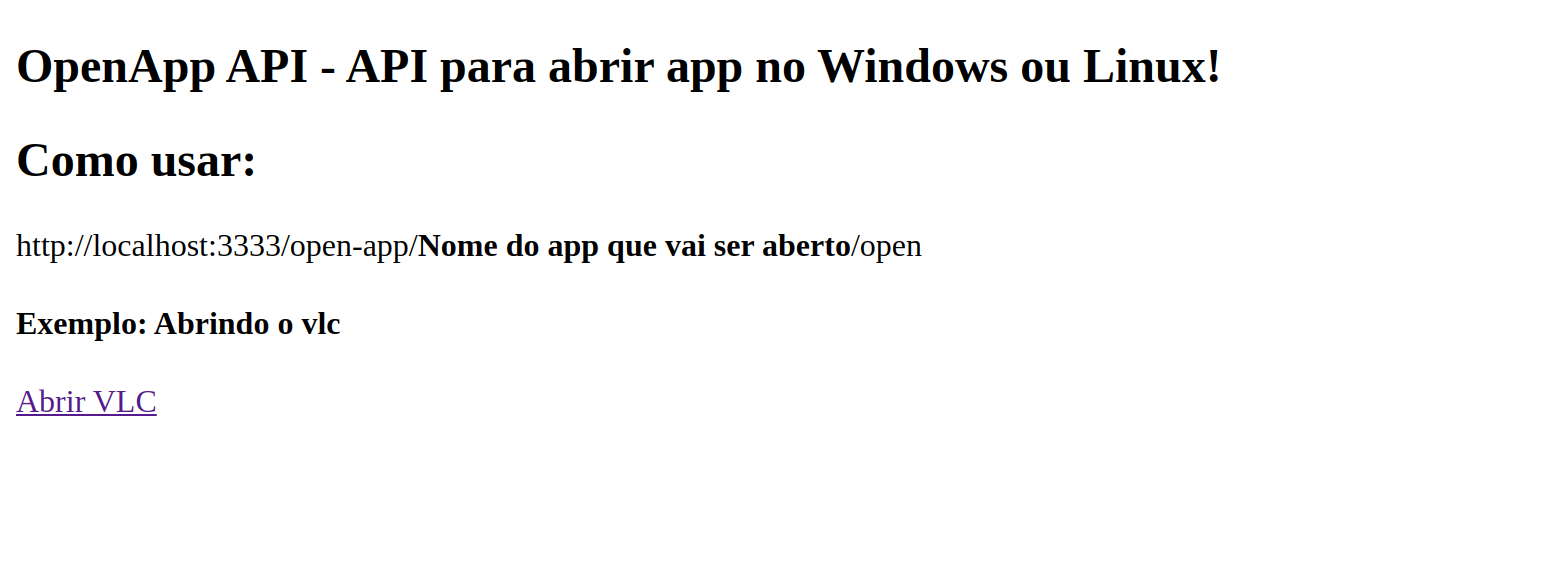 OpenApp API - API para abrir app no Windows ou Linux!
Como usar:
http://localhost:3333/open-app/Nome do app que vai ser aberto/open
Exemplo: Abrindo o vlc
Abrir VLC